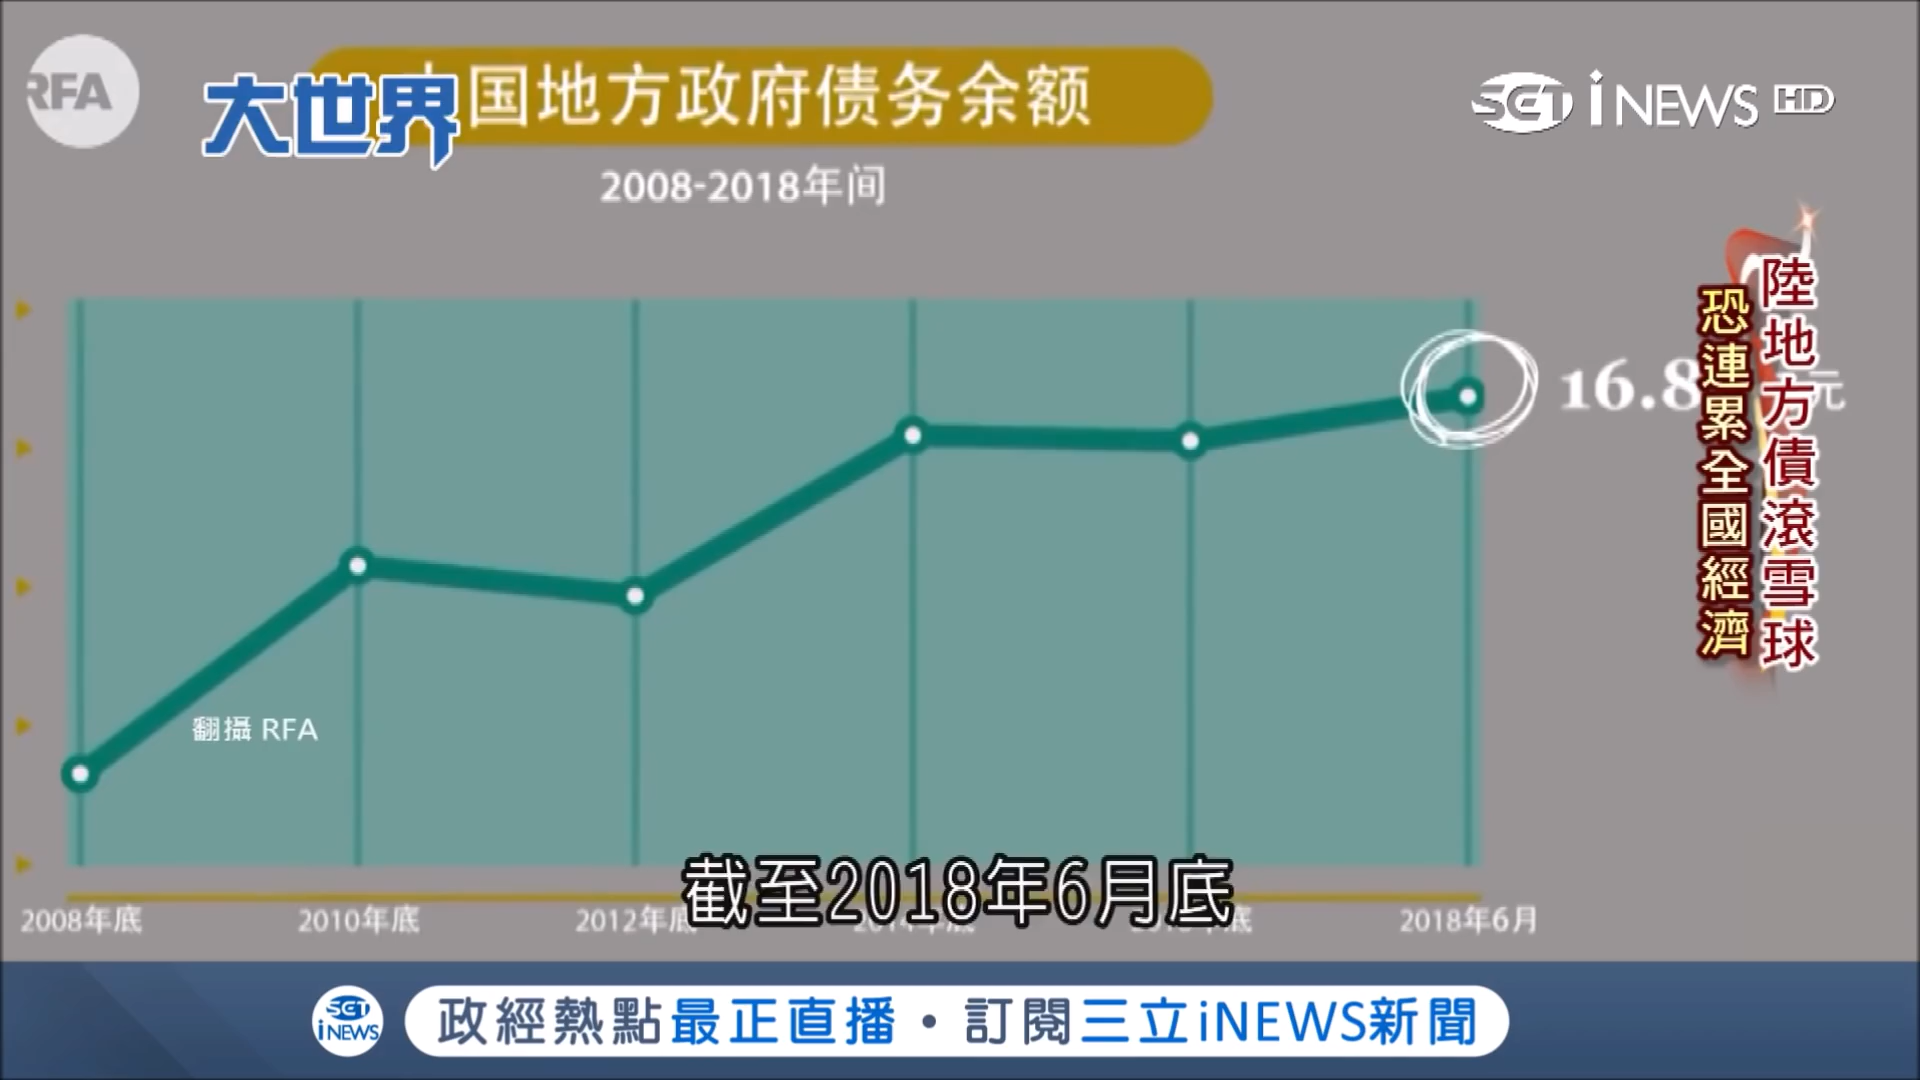 RFA
大世界
国地方政府债务余额
2008-2018年间
SET iNEWS HD
陸地方債滾雪球
恐連累全國經濟
16.8
元
翻攝 RFA
2008年底
2010年底
2012年底
2018年6月
截至2018年6月底
SET iNEWS
政經熱點最正直播・訂閱三立iNEWS新聞